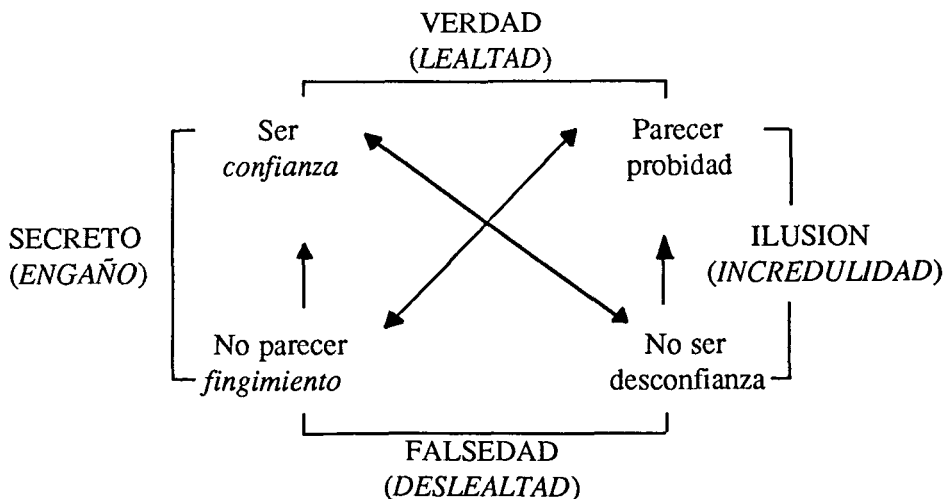 VERDAD
(LEALTAD)
Ser
confianza
Parecer
probidad
SECRETO
(ENGAÑO)
ILUSION
(INCREDULIDAD)
No parecer
fingimiento
No ser
desconfianza
FALSEDAD
(DESLEALTAD)